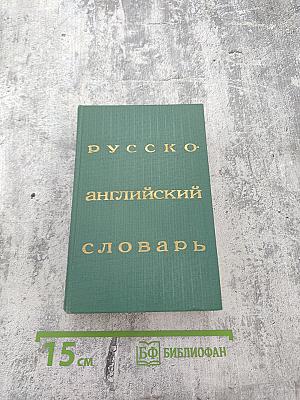 РУССКО-
английский
словарь
15 см
БФ БИБЛИОФАН